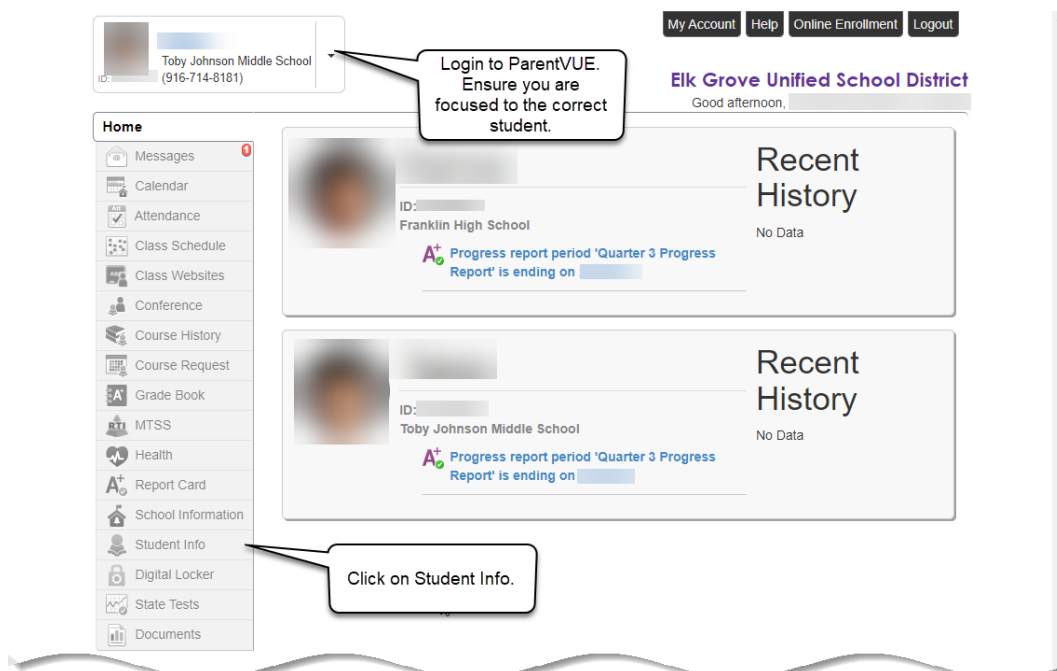 My Account Help Online Enrollment Logout
Toby Johnson Middle School
ID: (916-714-8181)
Login to ParentVUE.
Ensure you are
focused to the correct
student.
Elk Grove Unified School District
Good afternoon,
Home
Messages 1
Calendar
Attendance
Class Schedule
Class Websites
Conference
Course History
Course Request
Grade Book
MTSS
Health
Report Card
School Information
Student Info
Digital Locker
State Tests
Documents
ID:
Franklin High School
A+ Progress report period 'Quarter 3 Progress
Report' is ending on
Recent
History
No Data
ID:
Toby Johnson Middle School
A+ Progress report period 'Quarter 3 Progress
Report' is ending on
Recent
History
No Data
Click on Student Info.